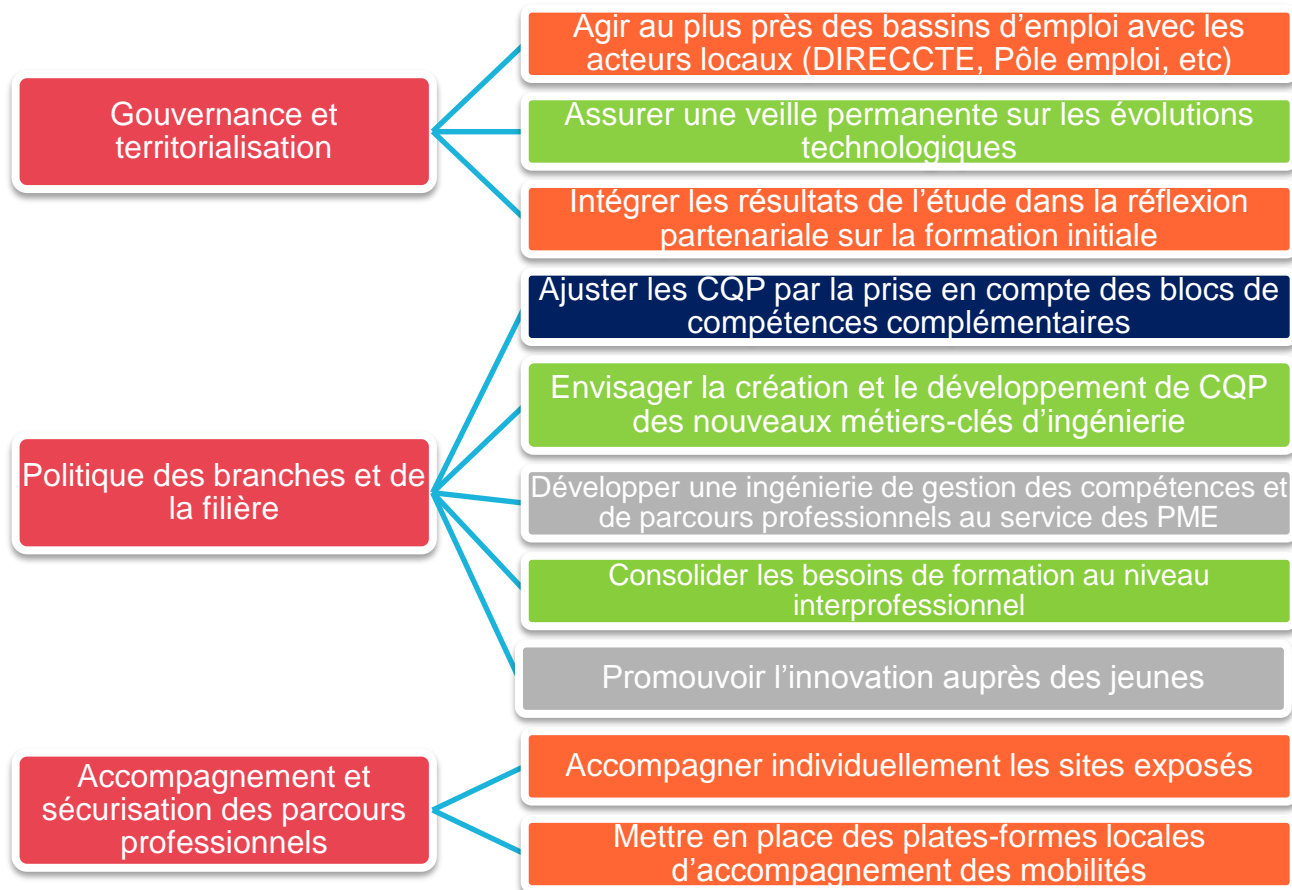 Gouvernance et
territorialisation
Agir au plus près des bassins d’emploi avec les
acteurs locaux (DIRECCTE, Pôle emploi, etc)
Assurer une veille permanente sur les évolutions
technologiques
Intégrer les résultats de l’étude dans la réflexion
partenariale sur la formation initiale
Politique des branches et de
la filière
Ajuster les CQP par la prise en compte des blocs de
compétences complémentaires
Envisager la création et le développement de CQP
des nouveaux métiers-clés d’ingénierie
Développer une ingénierie de gestion des compétences et
de parcours professionnels au service des PME
Consolider les besoins de formation au niveau
interprofessionnel
Promouvoir l’innovation auprès des jeunes
Accompagnement et
sécurisation des parcours
professionnels
Accompagner individuellement les sites exposés
Mettre en place des plates-formes locales
d’accompagnement des mobilités